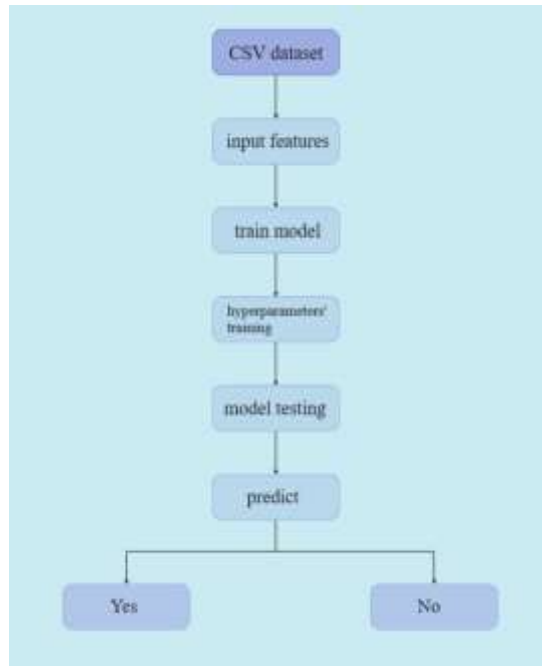 CSV dataset
input features
train model
hyperparameters'
training
model testing
predict
Yes
No